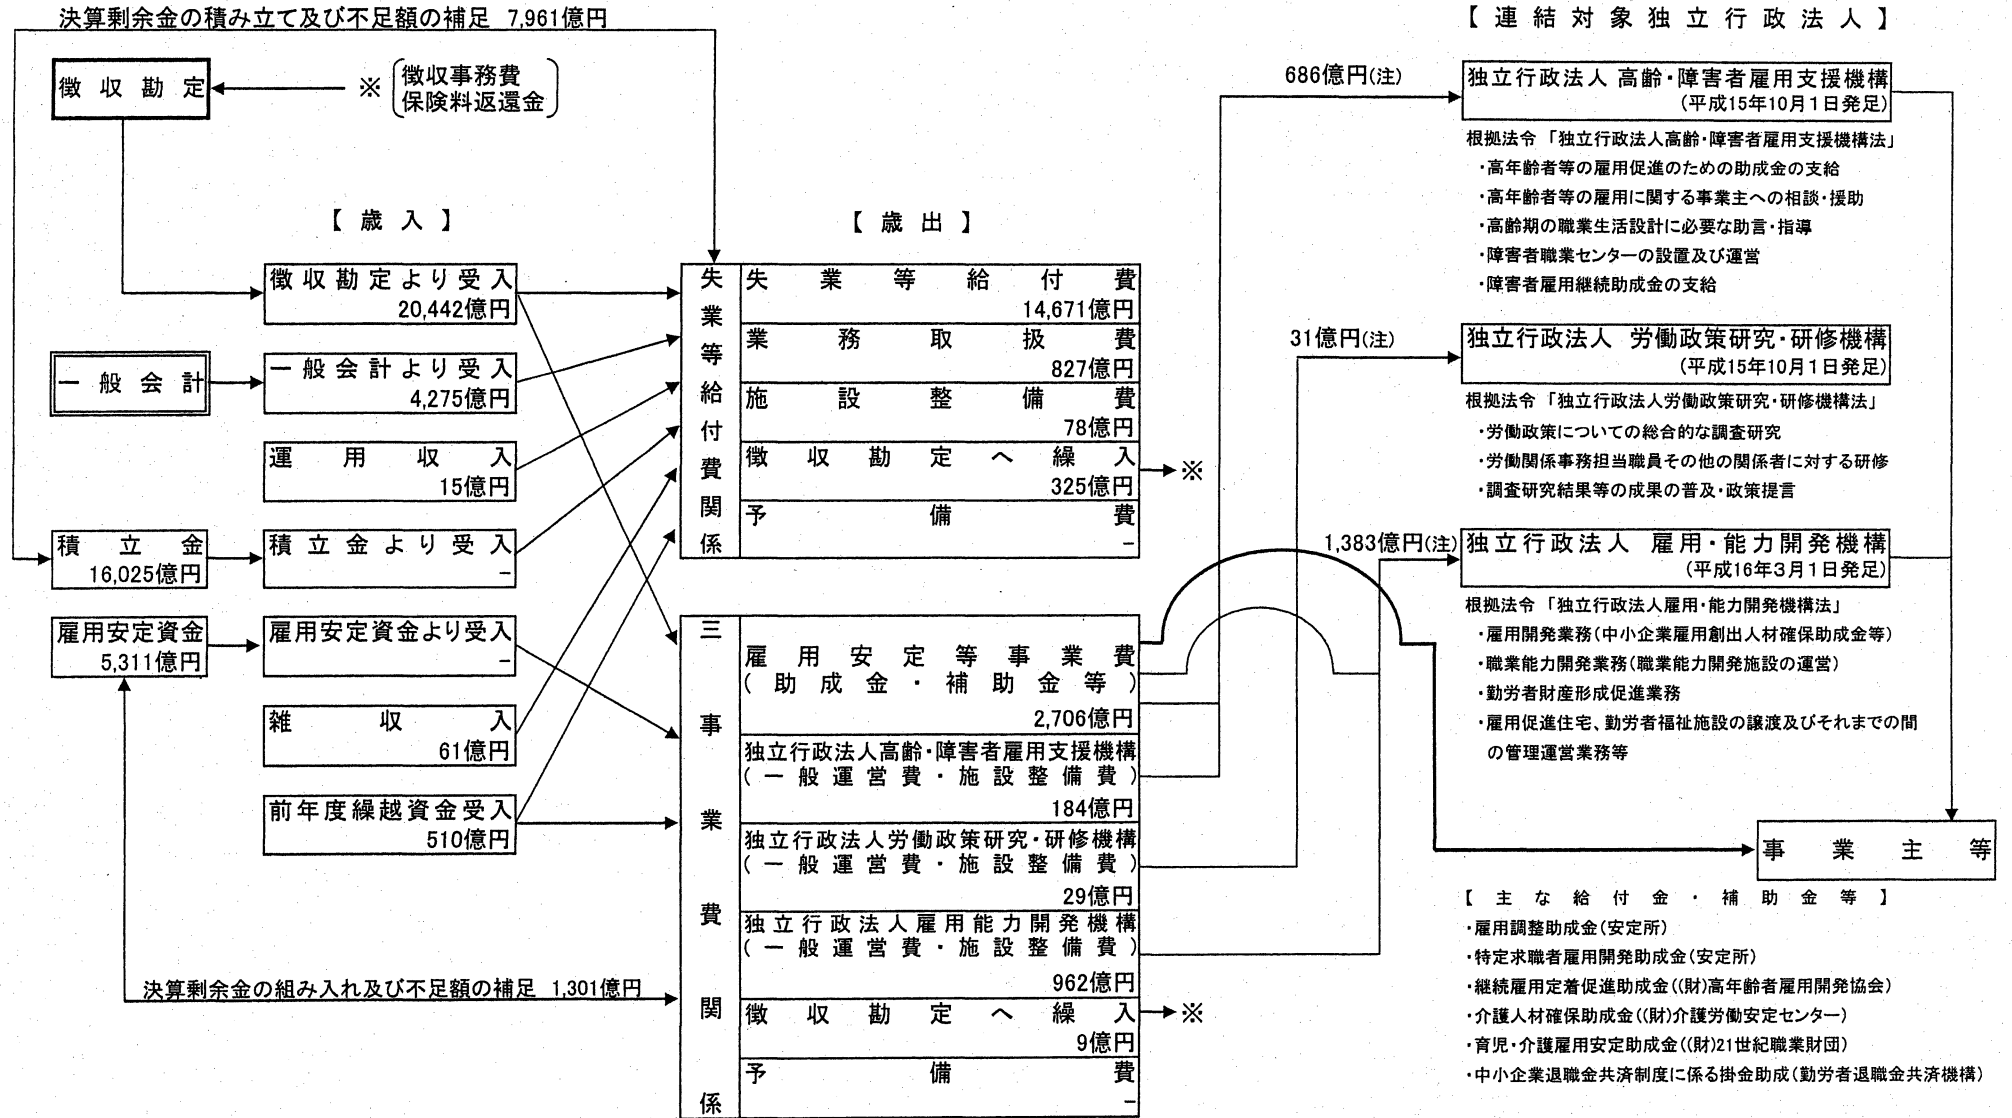 決算剰余金の積み立て及び不足額の補足 7,961億円
徴収勘定
※
徴収事務費
保険料返還金
【歳入】
徴収勘定より受入
20,442億円
一般会計
一般会計より受入
4,275億円
運用収入
15億円
積立金
16,025億円
積立金より受入
-
雇用安定資金
5,311億円
雇用安定資金より受入
-
雑収入
61億円
前年度繰越資金受入
510億円
決算剰余金の組み入れ及び不足額の補足 1,301億円
【歳出】
失業等給付費関係
失業等給付費
14,671億円
業務取扱費
827億円
施設整備費
78億円
徴収勘定へ繰入
325億円
※
予備費
-
三事業費関係
雇用安定等事業費
(助成金・補助金等)
2,706億円
独立行政法人高齢・障害者雇用支援機構
(一般運営費・施設整備費)
184億円
独立行政法人労働政策研究・研修機構
(一般運営費・施設整備費)
29億円
独立行政法人雇用能力開発機構
(一般運営費・施設整備費)
962億円
徴収勘定へ繰入
9億円
※
予備費
-
【連結対象独立行政法人】
686億円(注)
独立行政法人 高齢・障害者雇用支援機構
(平成15年10月1日発足)
根拠法令「独立行政法人高齢・障害者雇用支援機構法」
・高年齢者等の雇用促進のための助成金の支給
・高年齢者等の雇用に関する事業主への相談・援助
・高齢期の職業生活設計に必要な助言・指導
・障害者職業センターの設置及び運営
・障害者雇用継続助成金の支給
31億円(注)
独立行政法人 労働政策研究・研修機構
(平成15年10月1日発足)
根拠法令「独立行政法人労働政策研究・研修機構法」
・労働政策についての総合的な調査研究
・労働関係事務担当職員その他の関係者に対する研修
・調査研究結果等の成果の普及・政策提言
1,383億円(注)
独立行政法人 雇用・能力開発機構
(平成16年3月1日発足)
根拠法令「独立行政法人雇用・能力開発機構法」
・雇用開発業務(中小企業雇用創出人材確保助成金等)
・職業能力開発業務(職業能力開発施設の運営)
・勤労者財産形成促進業務
・雇用促進住宅、勤労者福祉施設の譲渡及びそれまでの間
の管理運営業務等
事業主等
【主な給付金・補助金等】
・雇用調整助成金(安定所)
・特定求職者雇用開発助成金(安定所)
・継続雇用定着促進助成金((財)高年齢者雇用開発協会)
・介護人材確保助成金((財)介護労働安定センター)
・育児・介護雇用安定助成金((財)21世紀職業財団)
・中小企業退職金共済制度に係る掛金助成(勤労者退職金共済機構)